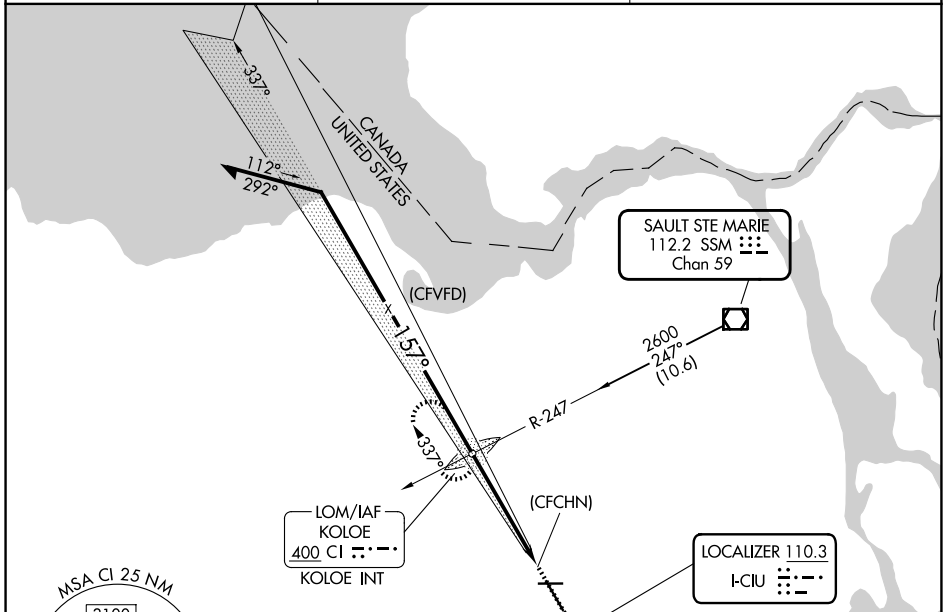 337°
112°
292°
CANADA
UNITED STATES
SAULT STE MARIE
112.2 SSM
Chan 59
(CFVFD)
157°
2600
247°
(10.6)
R-247
337°
LOM/IAF
KOLOE
400 CI
KOLOE INT
(CFCHN)
LOCALIZER 110.3
I-CIU
MSA CI 25 NM